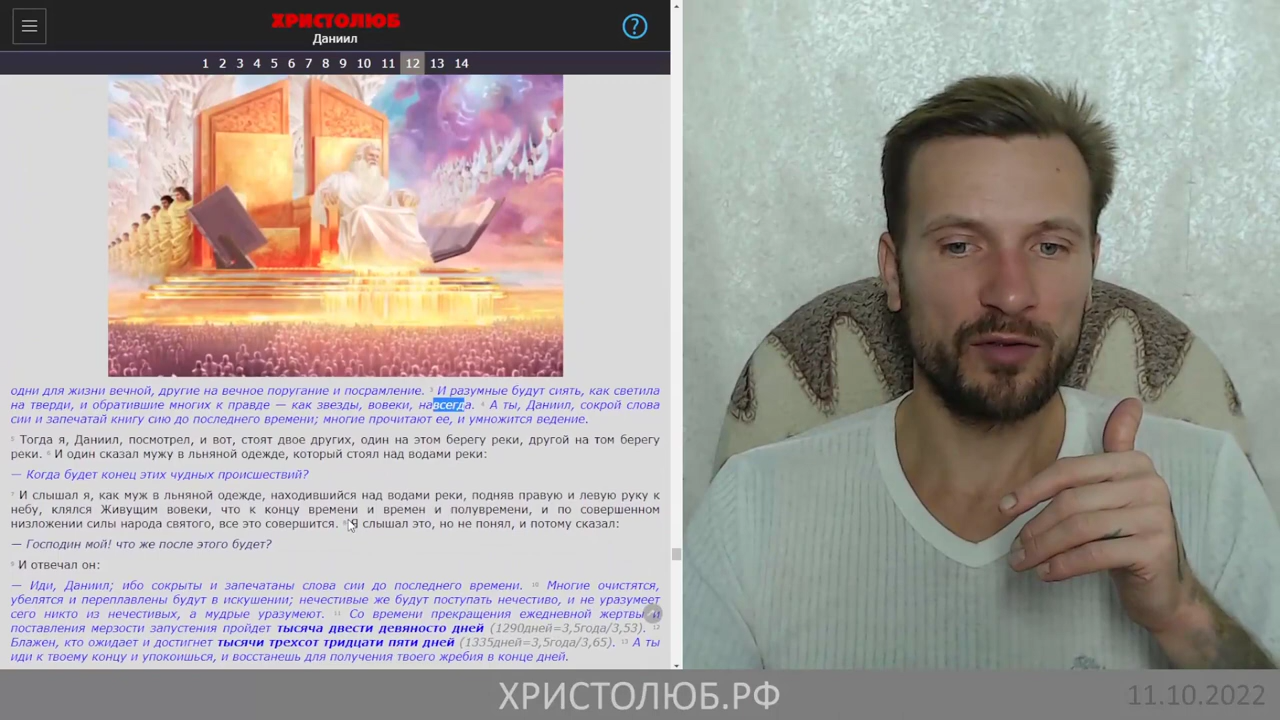 ХРИСТОЛЮБ
Даниил
?
1 2 3 4 5 6 7 8 9 10 11 12 13 14
одни для жизни вечной, другие на вечное поругание и посрамление. 3 И разумные будут сиять, как светила
на тверди, и обратившие многих к правде — как звезды, вовеки, навсегда. 4 А ты, Даниил, сокрой слова
сии и запечатай книгу сию до последнего времени; многие прочитают ее, и умножится ведение.
5 Тогда я, Даниил, посмотрел, и вот, стоят двое других, один на этом берегу реки, другой на том берегу
реки. 6 И один сказал мужу в льняной одежде, который стоял над водами реки:
— Когда будет конец этих чудных происшествий?
7 И слышал я, как муж в льняной одежде, находившийся над водами реки, подняв правую и левую руку к
небу, клялся Живущим вовеки, что к концу времени и времен и полувремени, и по совершенном
низложении силы народа святого, все это совершится. 8 Я слышал это, но не понял, и потому сказал:
— Господин мой! что же после этого будет?
9 И отвечал он:
— Иди, Даниил; ибо сокрыты и запечатаны слова сии до последнего времени. 10 Многие очистятся,
убелятся и переплавлены будут в искушении; нечестивые же будут поступать нечестиво, и не уразумеет
сего никто из нечестивых, а мудрые уразумеют. 11 Со времени прекращения ежедневной жертвы и
поставления мерзости запустения пройдет тысяча двести девяносто дней (1290дней=3,5года/3,53). 12
Блажен, кто ожидает и достигнет тысячи трехсот тридцати пяти дней (1335дней=3,5года/3,65). 13 А ты
иди к твоему концу и упокоишься, и восстанешь для получения твоего жребия в конце дней.
ХРИСТОЛЮБ.РФ
11.10.2022